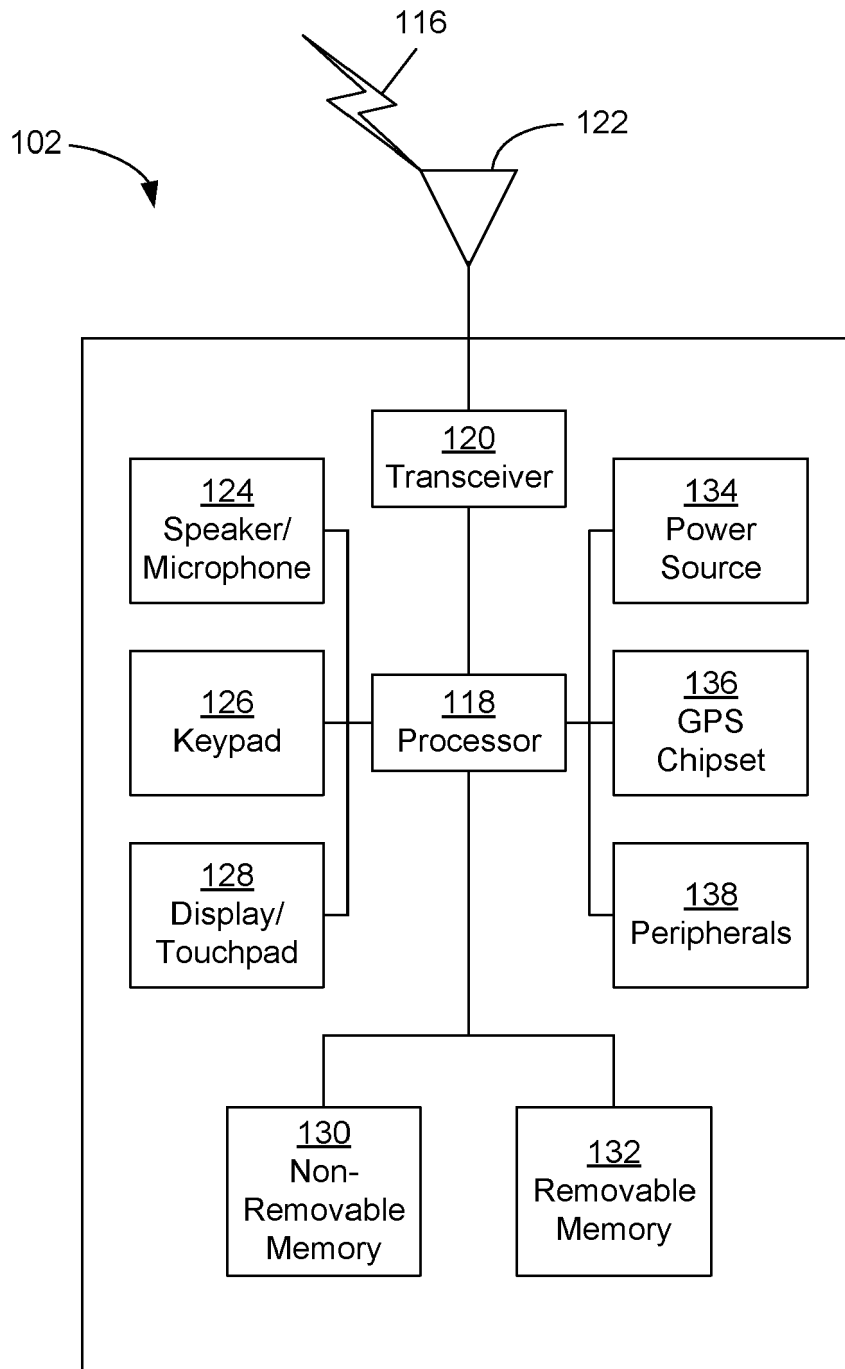 116
122
102
120
Transceiver
124
Speaker/
Microphone
134
Power
Source
126
Keypad
118
Processor
136
GPS
Chipset
128
Display/
Touchpad
138
Peripherals
130
Non-
Removable
Memory
132
Removable
Memory